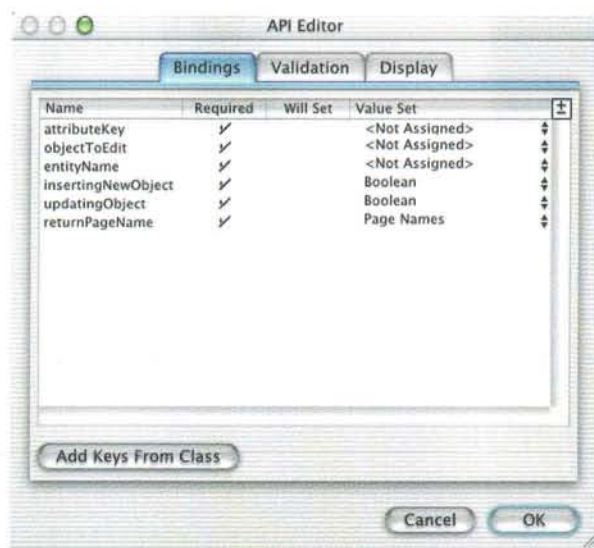 API Editor
Bindings Validation Display
Name Required Will Set Value Set
attributeKey <Not Assigned>
objectToEdit <Not Assigned>
entityName <Not Assigned>
insertingNewObject Boolean
updatingObject Boolean
returnPageName Page Names
Add Keys From Class
Cancel OK